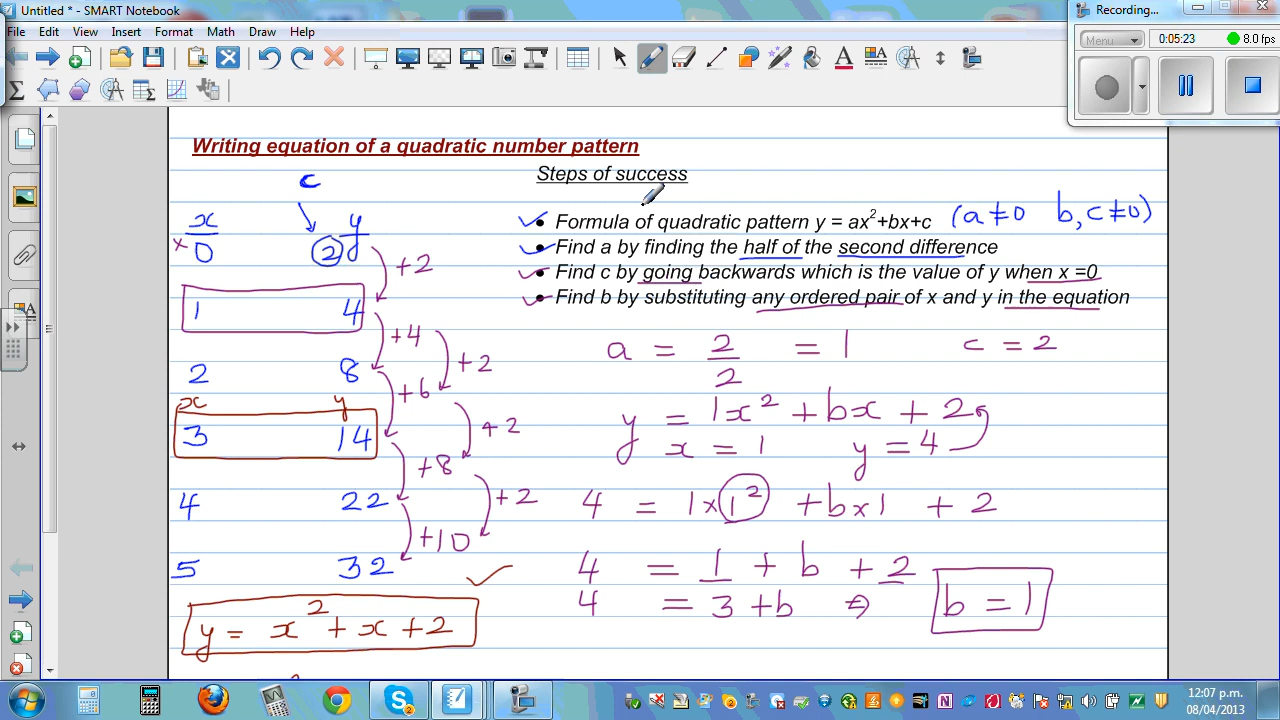 Untitled * - SMART Notebook
Recording...
File Edit View Insert Format Math Draw Help
Menu
0:05:23
8.0 fps
Writing equation of a quadratic number pattern
Steps of success
c
x y
• Formula of quadratic pattern y = ax²+bx+c (a ≠ 0 b, c ≠ 0)
x 0 2 +2
• Find a by finding the half of the second difference
• Find c by going backwards which is the value of y when x =0
• Find b by substituting any ordered pair of x and y in the equation
1 4 +4 +2
a = 2/2 = 1 c = 2
2 8 +6 +2
x y
y = 1x² + bx + 2
3 14 +8 +2
x = 1 y = 4
4 22 +10
4 = 1 x 1² + b x 1 + 2
5 32
4 = 1 + b + 2
4 = 3 + b ⇒ b = 1
y = x² + x + 2
12:07 p.m.
08/04/2013